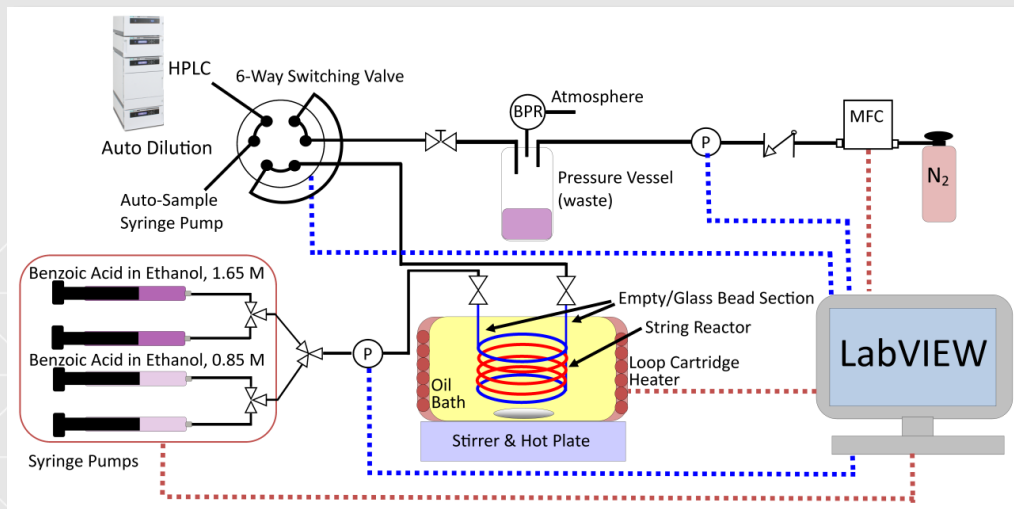 HPLC
6-Way Switching Valve
Auto Dilution
Auto-Sample
Syringe Pump
BPR
Atmosphere
Pressure Vessel
(waste)
P
MFC
N₂
Benzoic Acid in Ethanol, 1.65 M
Benzoic Acid in Ethanol, 0.85 M
Syringe Pumps
P
Empty/Glass Bead Section
String Reactor
Loop Cartridge
Heater
Oil
Bath
Stirrer & Hot Plate
LabVIEW